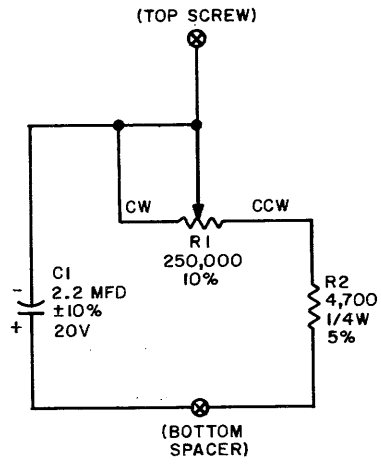 (TOP SCREW)
CW
CCW
R1
250,000
10%
C1
2.2 MFD
±10%
20V
-
+
R2
4,700
1/4W
5%
(BOTTOM
SPACER)